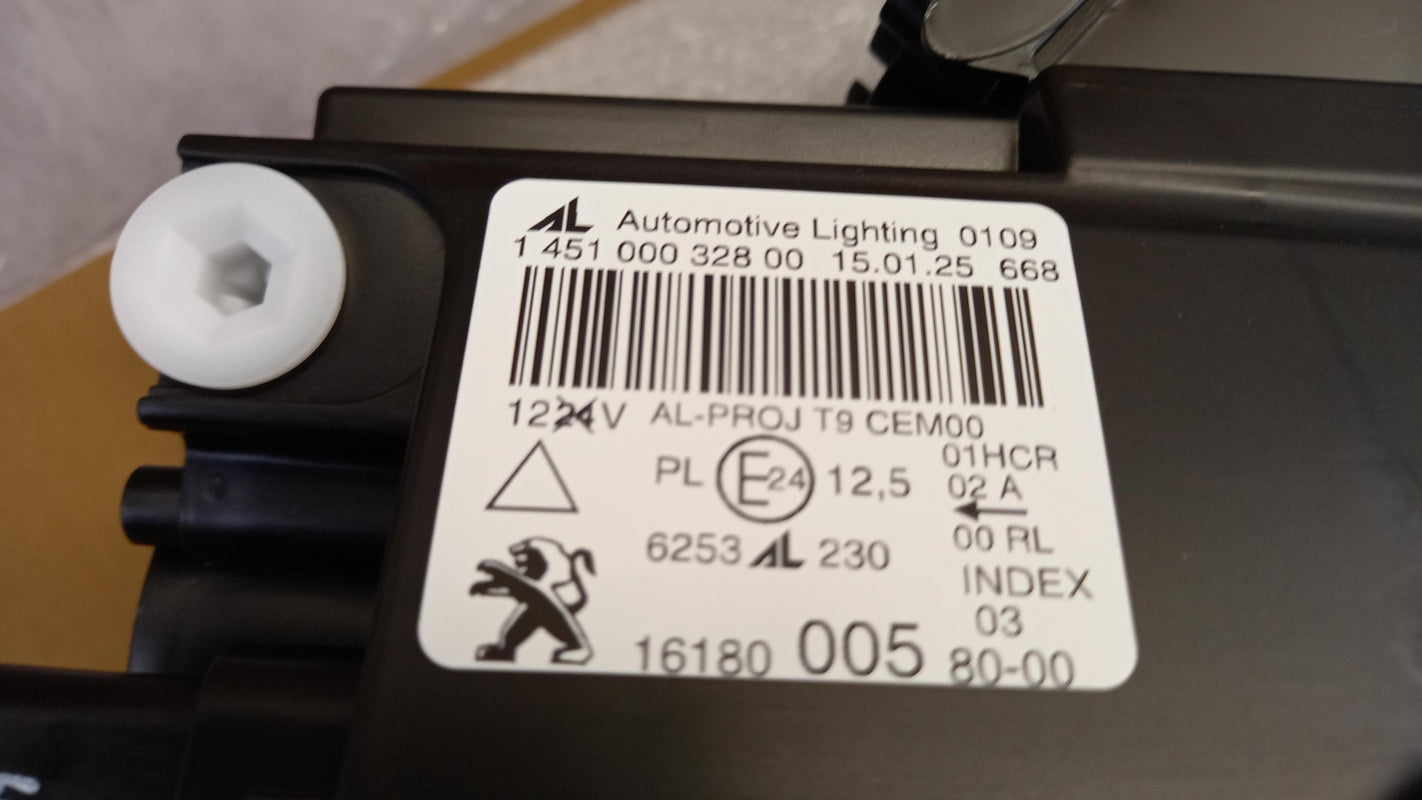 AL Automotive Lighting 0109
1 451 000 328 00 15.01.25 668
1224V AL-PROJ T9 CEM00
01HCR
PL E24 12,5 02 A
6253 AL 230 00 RL
INDEX
03
16180 005 80-00